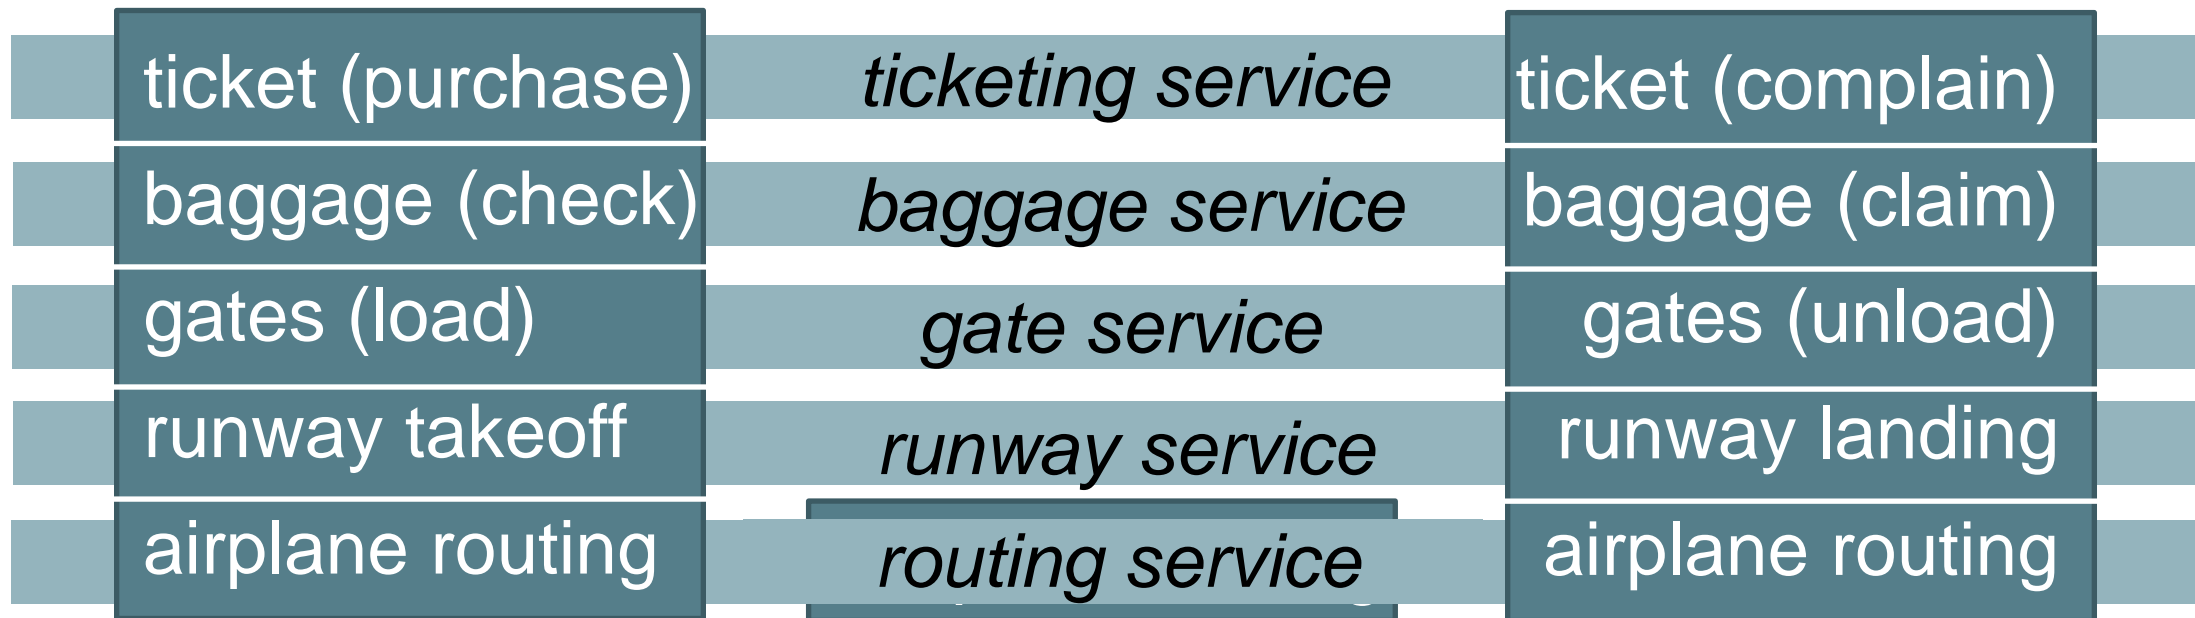 ticket (purchase) ticketing service ticket (complain)
baggage (check) baggage service baggage (claim)
gates (load) gate service gates (unload)
runway takeoff runway service runway landing
airplane routing routing service airplane routing